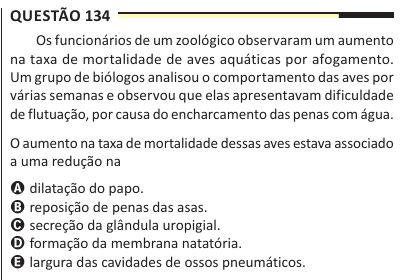 QUESTÃO 134
Os funcionários de um zoológico observaram um aumento
na taxa de mortalidade de aves aquáticas por afogamento.
Um grupo de biólogos analisou o comportamento das aves por
várias semanas e observou que elas apresentavam dificuldade
de flutuação, por causa do encharcamento das penas com água.
O aumento na taxa de mortalidade dessas aves estava associado
a uma redução na
A dilatação do papo.
B reposição de penas das asas.
C secreção da glândula uropigial.
D formação da membrana natatória.
E largura das cavidades de ossos pneumáticos.